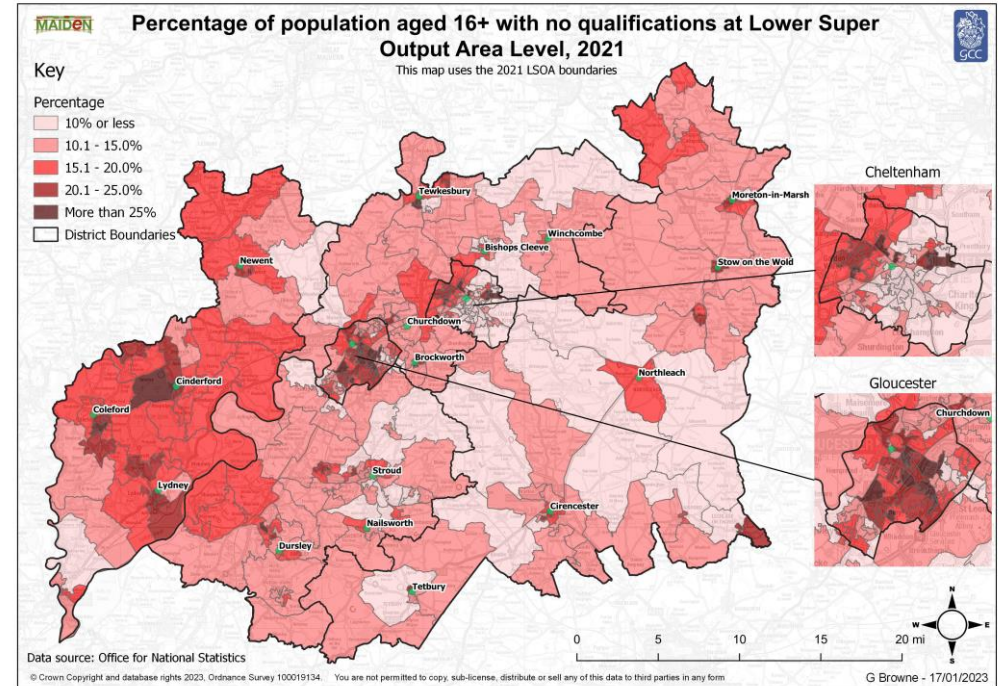 MAIDEN
Percentage of population aged 16+ with no qualifications at Lower Super
Output Area Level, 2021
This map uses the 2021 LSOA boundaries
GCC
Key
Percentage
10% or less
10.1 - 15.0%
15.1 - 20.0%
20.1 - 25.0%
More than 25%
District Boundaries
Tewkesbury
Moreton-in-Marsh
Winchcombe
Bishops Cleeve
Newent
Stow on the Wold
Churchdown
Brockworth
Cinderford
Northleach
Coleford
Stroud
Lydney
Cirencester
Nailsworth
Dursley
Tetbury
Cheltenham
Gloucester
Churchdown
N
W E
S
0 5 10 15 20 mi
Data source: Office for National Statistics
© Crown Copyright and database rights 2023, Ordnance Survey 100019134. You are not permitted to copy, sub-license, distribute or sell any of this data to third parties in any form
G Browne - 17/01/2023